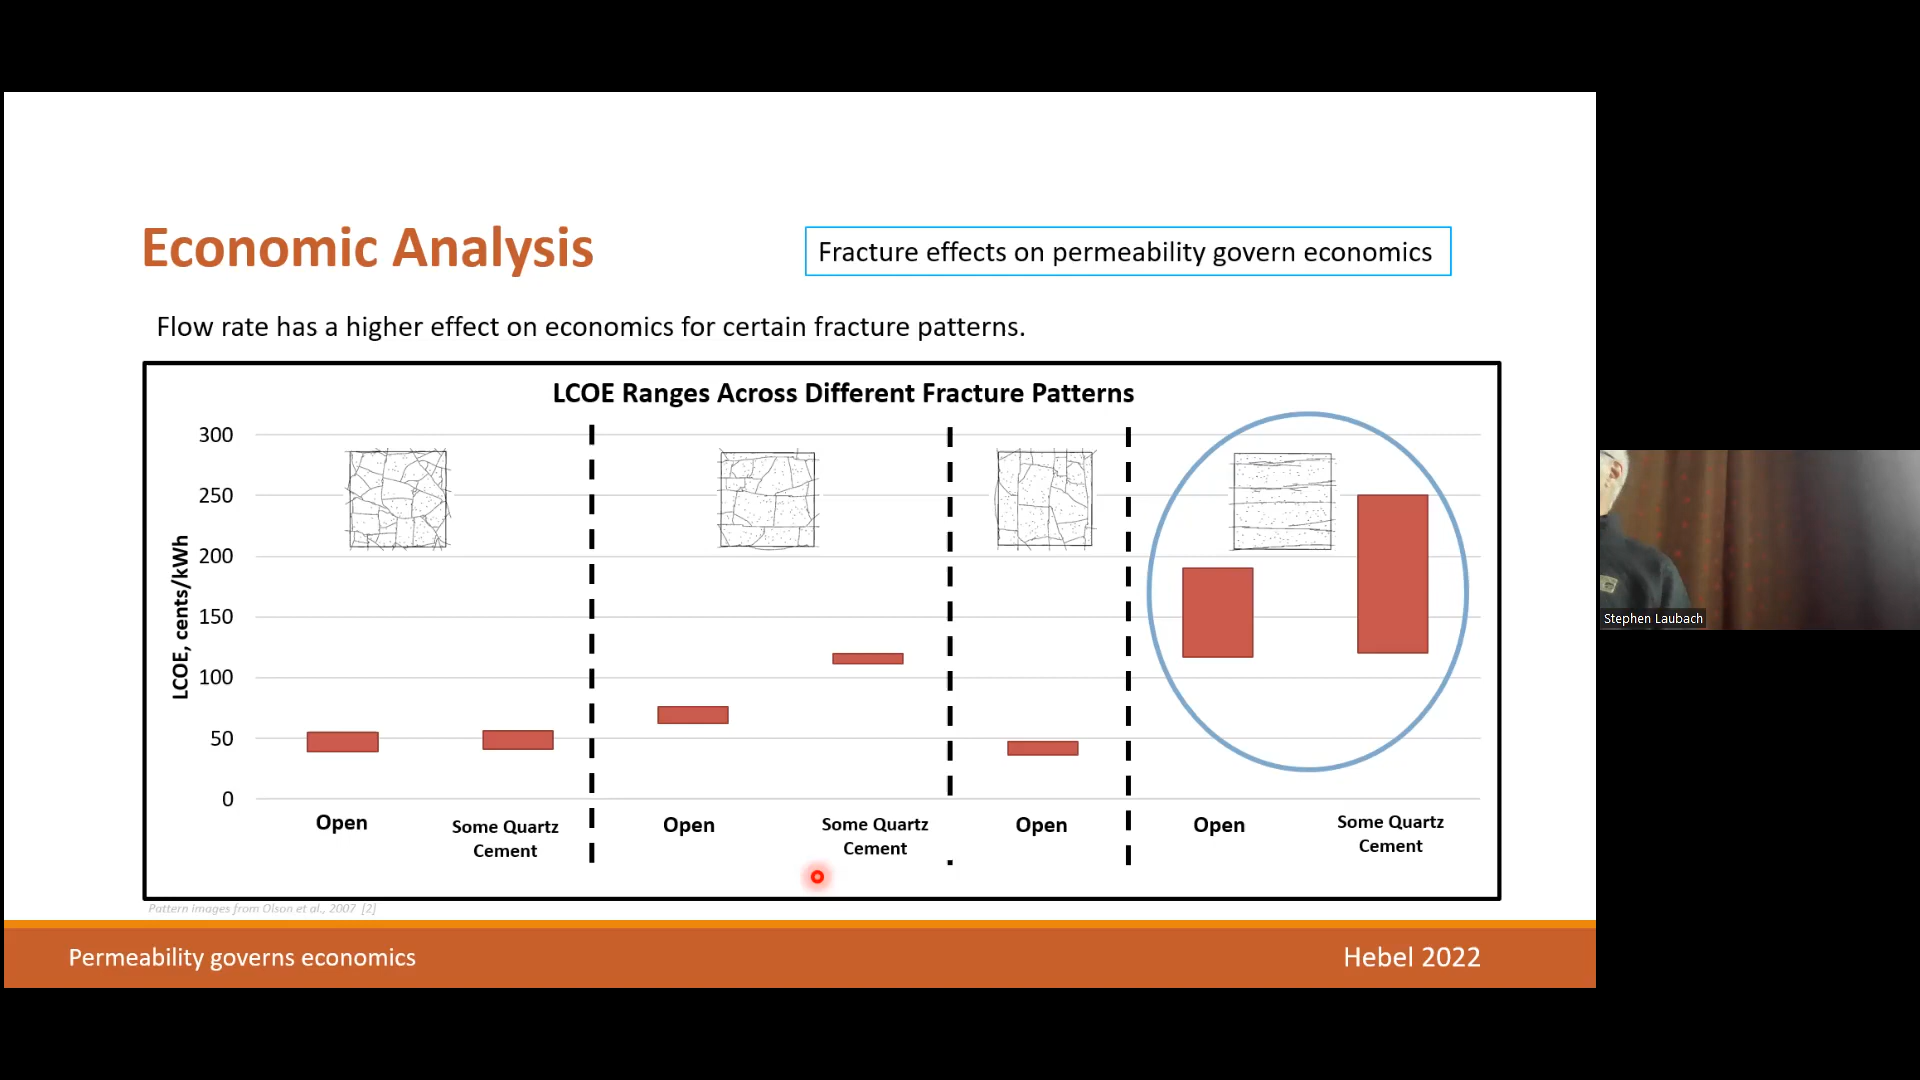 Economic Analysis
Fracture effects on permeability govern economics
Flow rate has a higher effect on economics for certain fracture patterns.
LCOE Ranges Across Different Fracture Patterns
LCOE, cents/kWh
300
250
200
150
100
50
0
Open
Some Quartz
Cement
Open
Some Quartz
Cement
Open
Open
Some Quartz
Cement
Pattern images from Olson et al., 2007 [2]
Permeability governs economics
Hebel 2022
Stephen Laubach